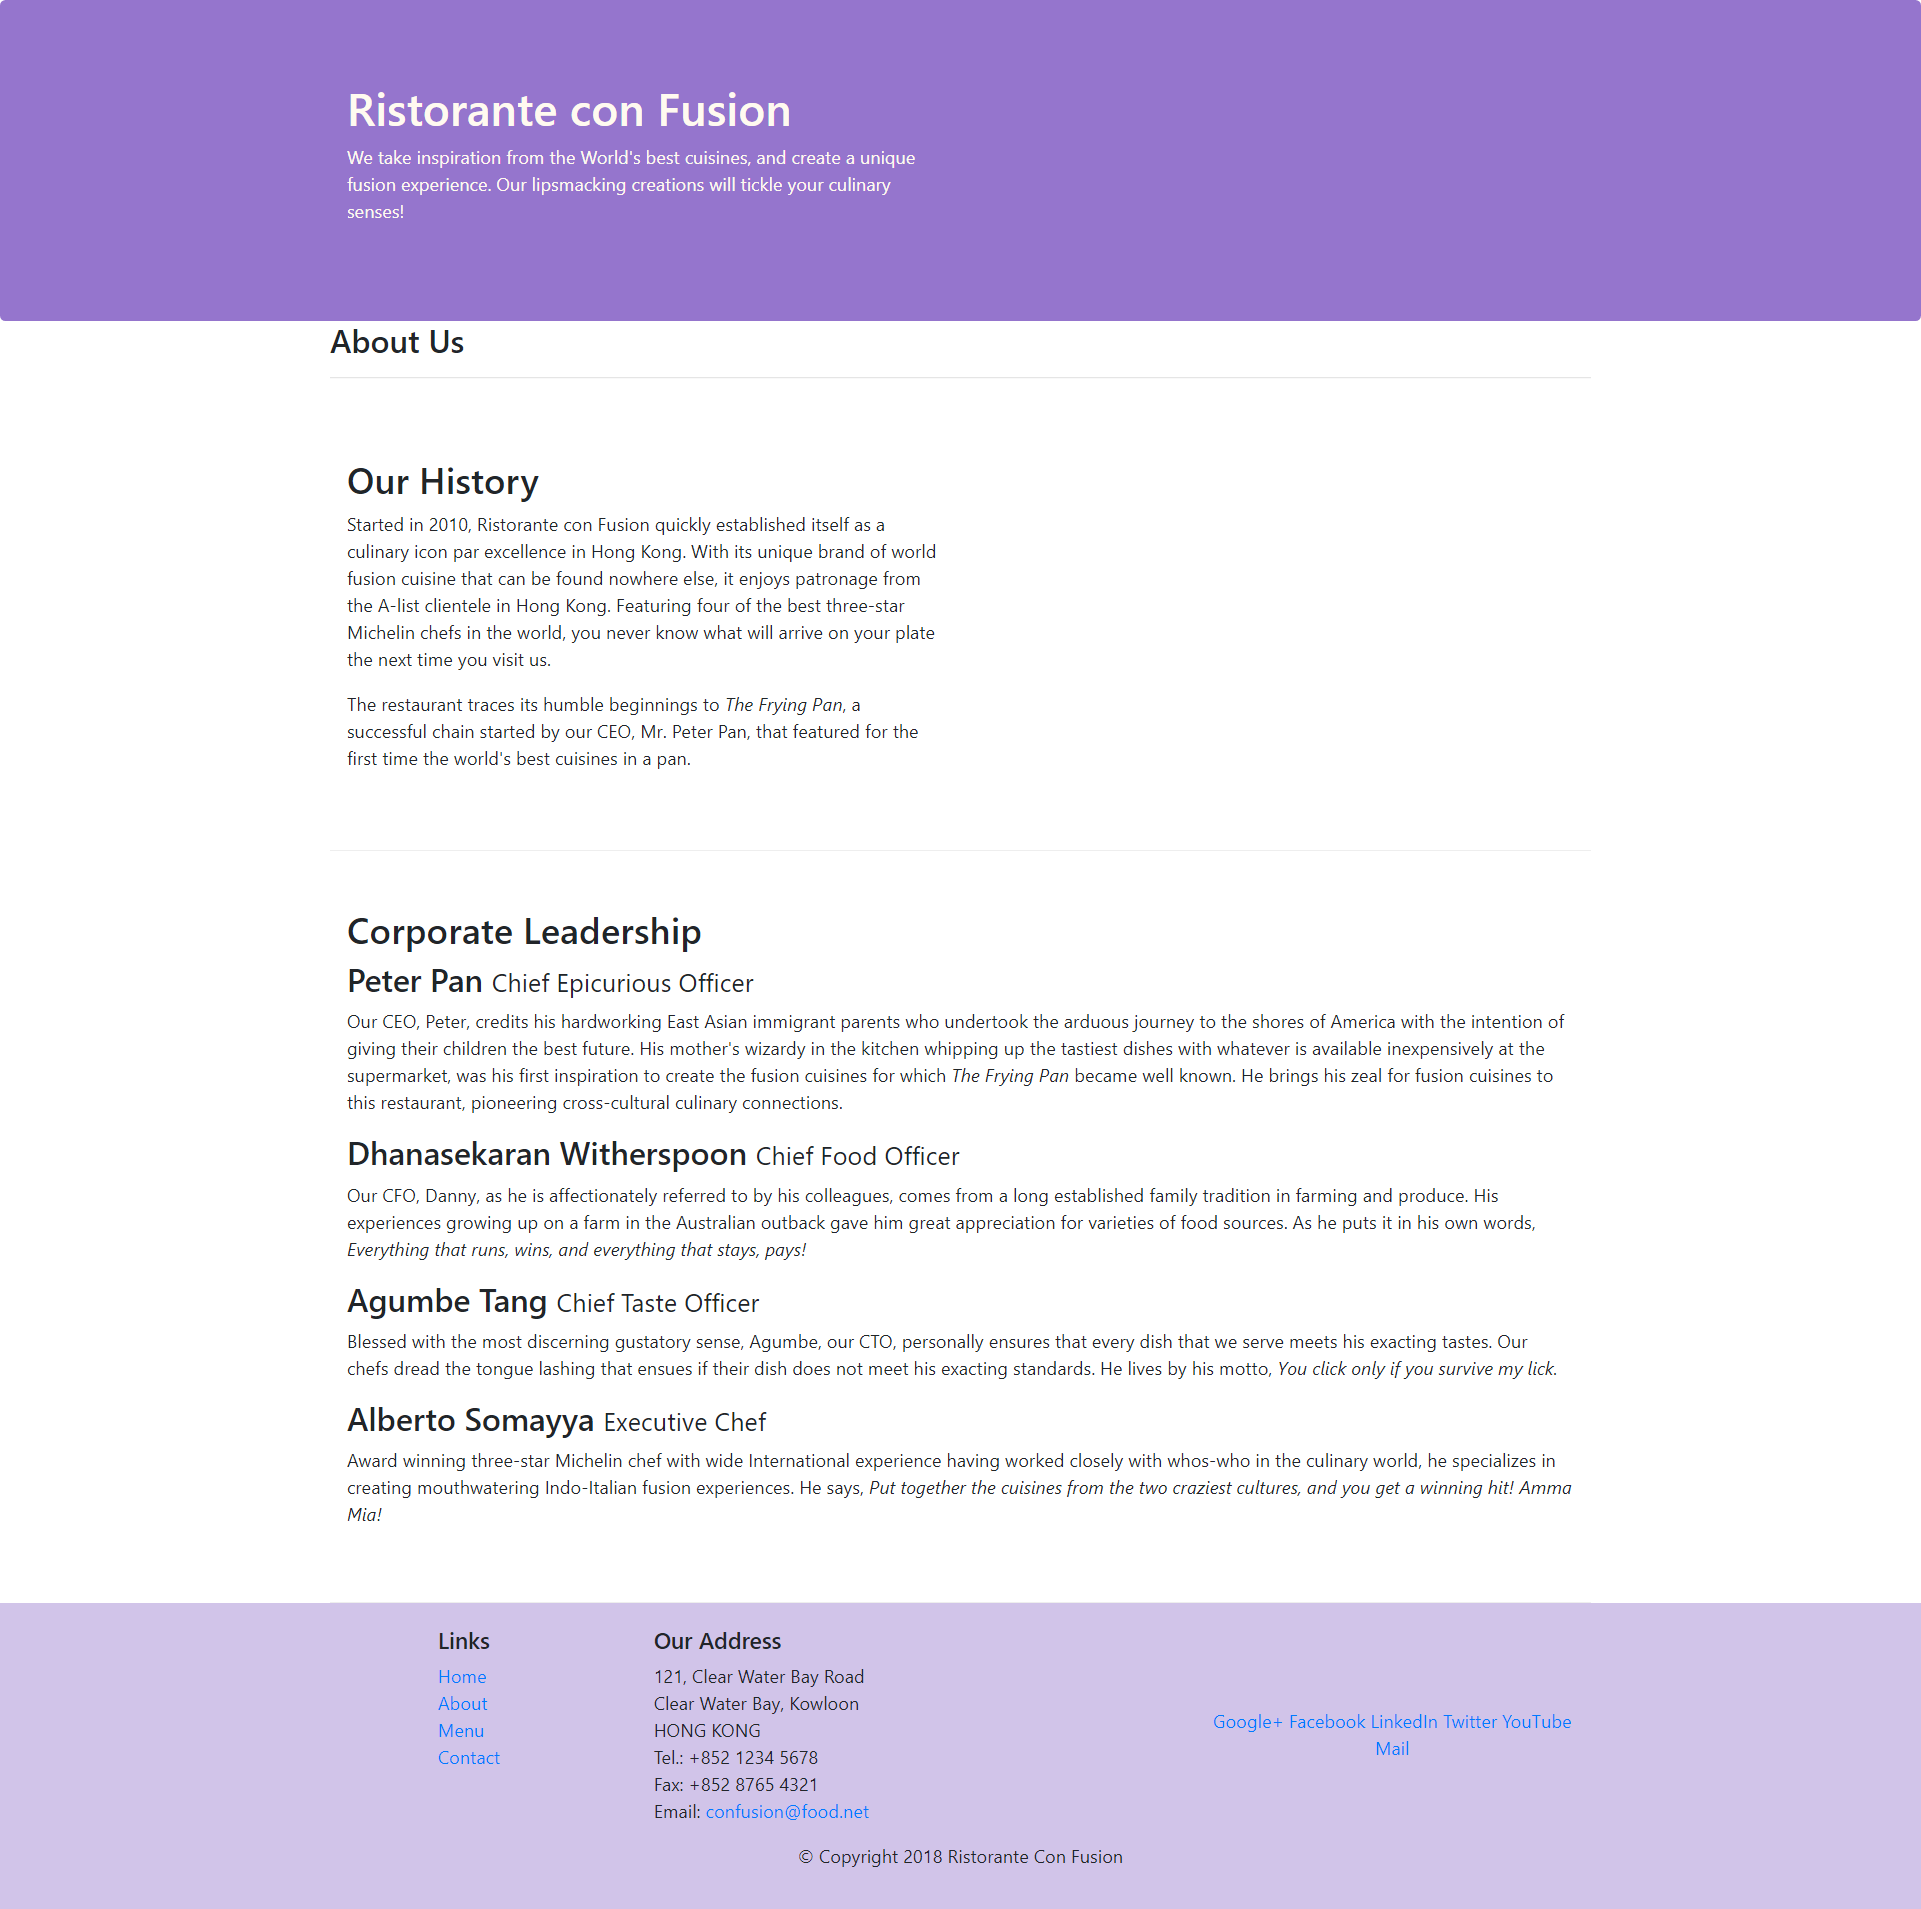 Ristorante con Fusion
We take inspiration from the World's best cuisines, and create a unique
fusion experience. Our lipsmacking creations will tickle your culinary
senses!
About Us
Our History
Started in 2010, Ristorante con Fusion quickly established itself as a
culinary icon par excellence in Hong Kong. With its unique brand of world
fusion cuisine that can be found nowhere else, it enjoys patronage from
the A-list clientele in Hong Kong. Featuring four of the best three-star
Michelin chefs in the world, you never know what will arrive on your plate
the next time you visit us.
The restaurant traces its humble beginnings to The Frying Pan, a
successful chain started by our CEO, Mr. Peter Pan, that featured for the
first time the world's best cuisines in a pan.
Corporate Leadership
Peter Pan Chief Epicurious Officer
Our CEO, Peter, credits his hardworking East Asian immigrant parents who undertook the arduous journey to the shores of America with the intention of
giving their children the best future. His mother's wizardy in the kitchen whipping up the tastiest dishes with whatever is available inexpensively at the
supermarket, was his first inspiration to create the fusion cuisines for which The Frying Pan became well known. He brings his zeal for fusion cuisines to
this restaurant, pioneering cross-cultural culinary connections.
Dhanasekaran Witherspoon Chief Food Officer
Our CFO, Danny, as he is affectionately referred to by his colleagues, comes from a long established family tradition in farming and produce. His
experiences growing up on a farm in the Australian outback gave him great appreciation for varieties of food sources. As he puts it in his own words,
Everything that runs, wins, and everything that stays, pays!
Agumbe Tang Chief Taste Officer
Blessed with the most discerning gustatory sense, Agumbe, our CTO, personally ensures that every dish that we serve meets his exacting tastes. Our
chefs dread the tongue lashing that ensues if their dish does not meet his exacting standards. He lives by his motto, You click only if you survive my lick.
Alberto Somayya Executive Chef
Award winning three-star Michelin chef with wide International experience having worked closely with whos-who in the culinary world, he specializes in
creating mouthwatering Indo-Italian fusion experiences. He says, Put together the cuisines from the two craziest cultures, and you get a winning hit! Amma
Mia!
Links
Home
About
Menu
Contact
Our Address
121, Clear Water Bay Road
Clear Water Bay, Kowloon
HONG KONG
Tel.: +852 1234 5678
Fax: +852 8765 4321
Email: confusion@food.net
Google+ Facebook LinkedIn Twitter YouTube
Mail
© Copyright 2018 Ristorante Con Fusion